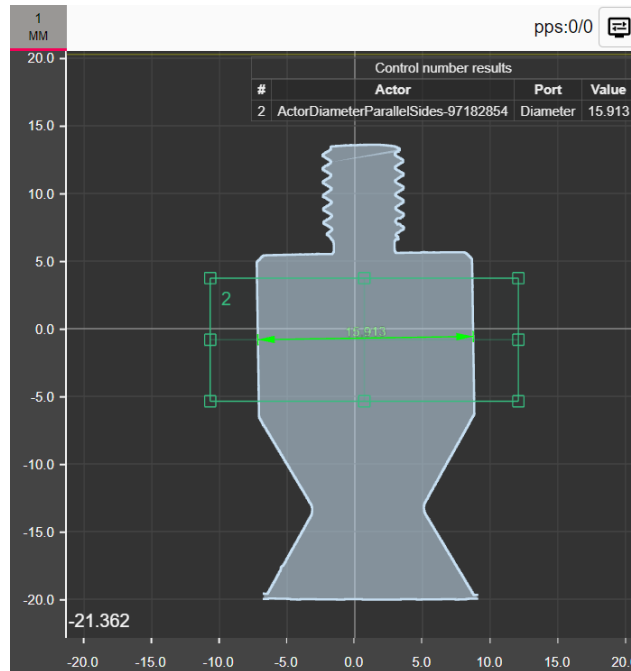 1
MM
pps:0/0
Control number results
# Actor Port Value
2 ActorDiameterParallelSides-97182854 Diameter 15.913
20.0
15.0
10.0
5.0
2
0.0
15.913
-5.0
-10.0
-15.0
-20.0
-21.362
-20.0 -15.0 -10.0 -5.0 0.0 5.0 10.0 15.0 20.